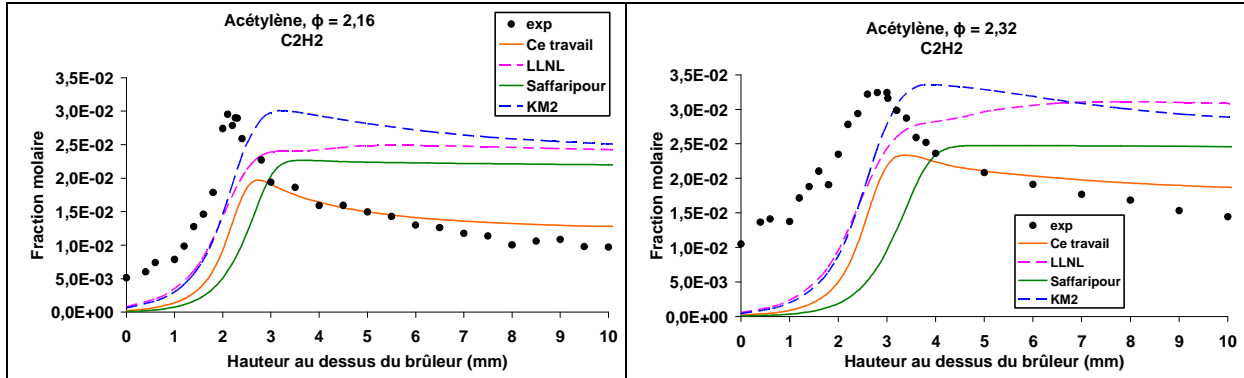 Acétylène, ϕ = 2,16
C2H2
exp
Ce travail
LLNL
Saffaripour
KM2
3,5E-02
3,0E-02
2,5E-02
2,0E-02
1,5E-02
1,0E-02
5,0E-03
0,0E+00
Fraction molaire
0 1 2 3 4 5 6 7 8 9 10
Hauteur au dessus du brûleur (mm)
Acétylène, ϕ = 2,32
C2H2
3,5E-02
3,0E-02
2,5E-02
2,0E-02
1,5E-02
1,0E-02
5,0E-03
0,0E+00
Fraction molaire
exp
Ce travail
LLNL
Saffaripour
KM2
0 1 2 3 4 5 6 7 8 9 10
Hauteur au dessus du brûleur (mm)